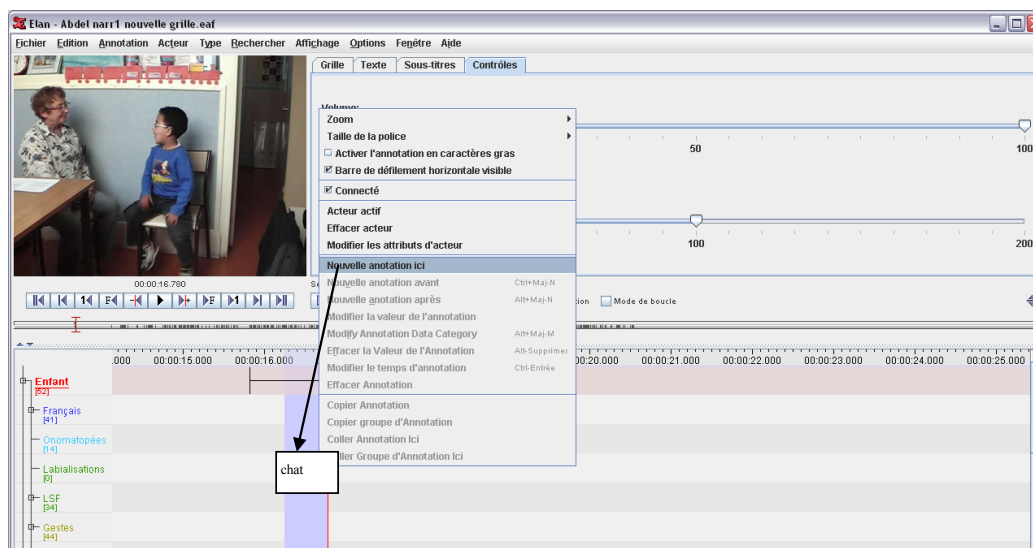 Elan - Abdel narr1 nouvelle grille.eaf
Fichier Edition Annotation Acteur Type Rechercher Affichage Options Fenêtre Aide
Grille Texte Sous-titres Contrôles
Volume:
Zoom
Taille de la police
Activer l'annotation en caractères gras
Barre de défilement horizontale visible
Connecté
Acteur actif
Effacer acteur
Modifier les attributs d'acteur
Nouvelle anotation ici
Nouvelle anotation avant Ctrl+Maj-N
Nouvelle anotation après Alt+Maj-N
Modifier la valeur de l'annotation
Modify Annotation Data Category Alt+Maj-M
Effacer la Valeur de l'Annotation Alt-Supprimer
Modifier le temps d'annotation Ctrl-Entrée
Effacer Annotation
Copier Annotation
Copier groupe d'Annotation
Coller Annotation Ici
Coller Groupe d'Annotation Ici
50 100
100 200
00:00:16.780
Mode de boucle
.000 00:00:15.000 00:00:16.000 00:20.000 00:00:21.000 00:00:22.000 00:00:23.000 00:00:24.000 00:00:25.000
Enfant
[52]
Français
[41]
Onomatopées
[14]
Labialisations
[0]
LSF
[34]
Gestes
[44]
chat